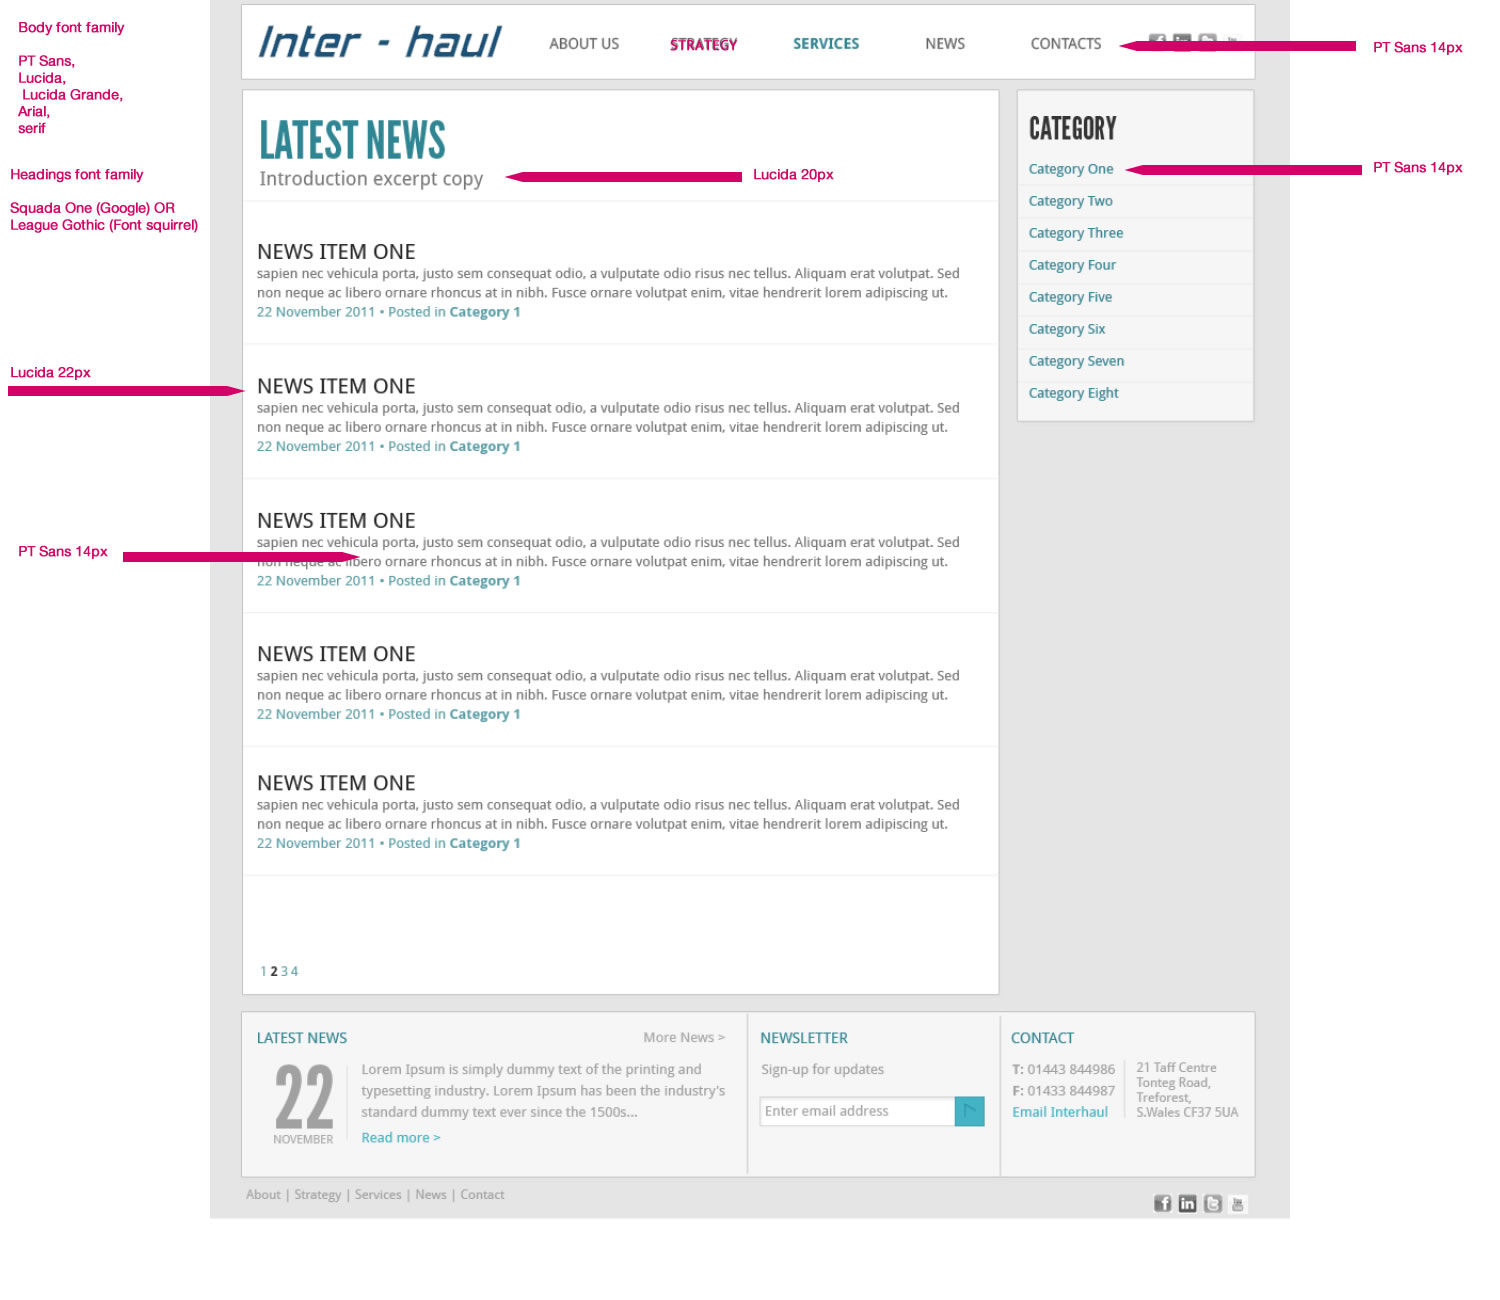 Body font family
PT Sans,
Lucida,
Lucida Grande,
Arial,
serif
Headings font family
Squada One (Google) OR
League Gothic (Font squirrel)
Lucida 22px
PT Sans 14px
Inter - haul
ABOUT US
STRATEGY
SERVICES
NEWS
CONTACTS
PT Sans 14px
LATEST NEWS
Introduction excerpt copy
Lucida 20px
NEWS ITEM ONE
sapien nec vehicula porta, justo sem consequat odio, a vulputate odio risus nec tellus. Aliquam erat volutpat. Sed
non neque ac libero ornare rhoncus at in nibh. Fusce ornare volutpat enim, vitae hendrerit lorem adipiscing ut.
22 November 2011 • Posted in Category 1
NEWS ITEM ONE
sapien nec vehicula porta, justo sem consequat odio, a vulputate odio risus nec tellus. Aliquam erat volutpat. Sed
non neque ac libero ornare rhoncus at in nibh. Fusce ornare volutpat enim, vitae hendrerit lorem adipiscing ut.
22 November 2011 • Posted in Category 1
NEWS ITEM ONE
sapien nec vehicula porta, justo sem consequat odio, a vulputate odio risus nec tellus. Aliquam erat volutpat. Sed
non neque ac libero ornare rhoncus at in nibh. Fusce ornare volutpat enim, vitae hendrerit lorem adipiscing ut.
22 November 2011 • Posted in Category 1
NEWS ITEM ONE
sapien nec vehicula porta, justo sem consequat odio, a vulputate odio risus nec tellus. Aliquam erat volutpat. Sed
non neque ac libero ornare rhoncus at in nibh. Fusce ornare volutpat enim, vitae hendrerit lorem adipiscing ut.
22 November 2011 • Posted in Category 1
NEWS ITEM ONE
sapien nec vehicula porta, justo sem consequat odio, a vulputate odio risus nec tellus. Aliquam erat volutpat. Sed
non neque ac libero ornare rhoncus at in nibh. Fusce ornare volutpat enim, vitae hendrerit lorem adipiscing ut.
22 November 2011 • Posted in Category 1
1 2 3 4
CATEGORY
Category One
PT Sans 14px
Category Two
Category Three
Category Four
Category Five
Category Six
Category Seven
Category Eight
LATEST NEWS
More News >
22
NOVEMBER
Lorem Ipsum is simply dummy text of the printing and
typesetting industry. Lorem Ipsum has been the industry's
standard dummy text ever since the 1500s...
Read more >
NEWSLETTER
Sign-up for updates
Enter email address
CONTACT
T: 01443 844986
F: 01433 844987
Email Interhaul
21 Taff Centre
Tonteg Road,
Treforest,
S.Wales CF37 5UA
About | Strategy | Services | News | Contact